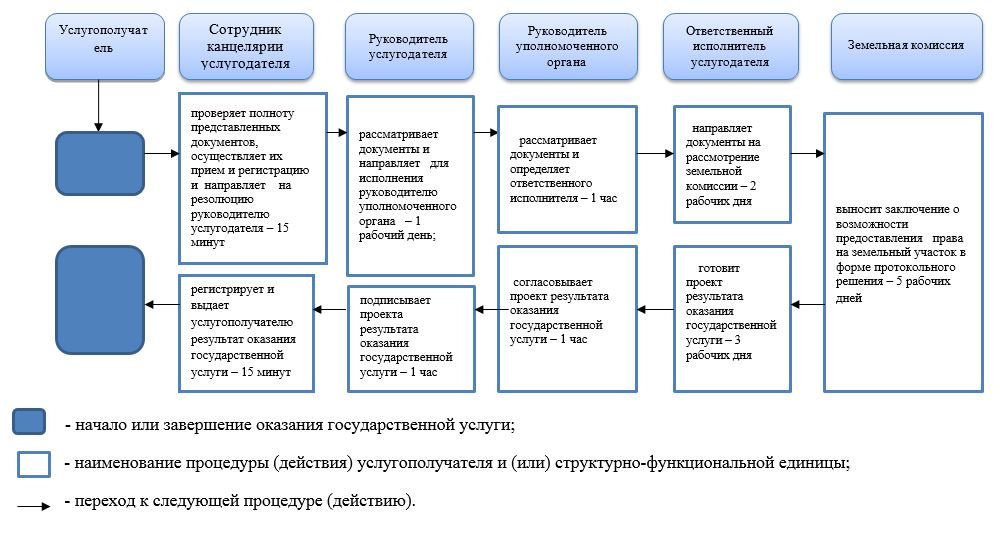 Услугополучат
ель
Сотрудник
канцелярии
услугодателя
Руководитель
услугодателя
Руководитель
уполномоченного
органа
Ответственный
исполнитель
услугодателя
Земельная комиссия
проверяет полноту
представленных
документов,
осуществляет их
прием и регистрацию
и направляет на
резолюцию
руководителю
услугодателя – 15
минут
рассматривает
документы и
направляет для
исполнения
руководителю
уполномоченного
органа – 1
рабочий день;
рассматривает
документы и
определяет
ответственного
исполнителя – 1 час
направляет
документы на
рассмотрение
земельной
комиссии – 2
рабочих дня
выносит заключение о
возможности
предоставления права
на земельный участок в
форме протокольного
решения – 5 рабочих
дней
готовит
проект
результата
оказания
государственной
услуги – 3
рабочих дня
согласовывает
проект результата
оказания
государственной
услуги – 1 час
подписывает
проекта
результата
оказания
государственной
услуги – 1 час
регистрирует и
выдает
услугополучателю
результат оказания
государственной
услуги – 15 минут
- начало или завершение оказания государственной услуги;
- наименование процедуры (действия) услугополучателя и (или) структурно-функциональной единицы;
- переход к следующей процедуре (действию).